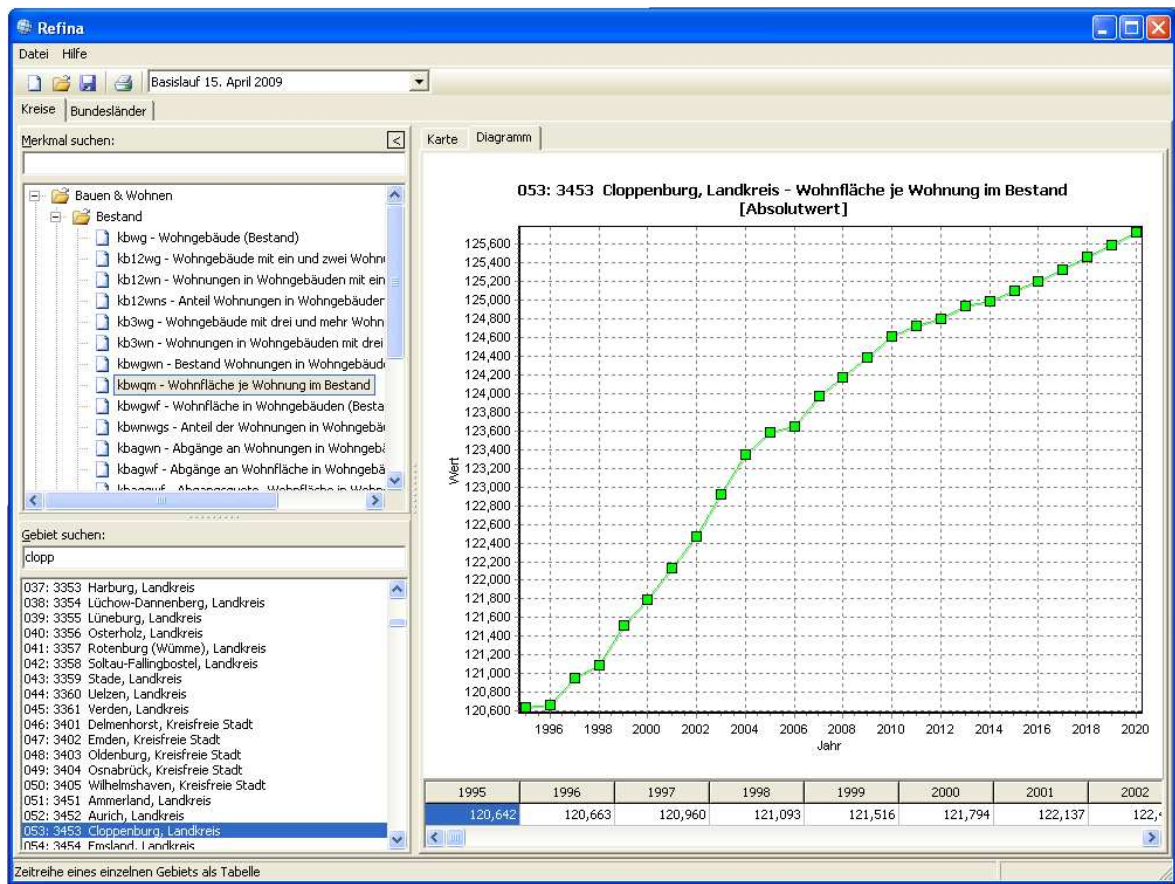 Refina
Datei Hilfe
Basislauf 15. April 2009
Kreise Bundesländer
Merkmal suchen:
<
Bauen & Wohnen
Bestand
kbwg - Wohngebäude (Bestand)
kb12wg - Wohngebäude mit ein und zwei Wohn
kb12wn - Wohnungen in Wohngebäuden mit ein
kb12wns - Anteil Wohnungen in Wohngebäuden
kb3wg - Wohngebäude mit drei und mehr Wohn
kb3wn - Wohnungen in Wohngebäuden mit drei
kbwgwn - Bestand Wohnungen in Wohngebäud
kbwqm - Wohnfläche je Wohnung im Bestand
kbwgwf - Wohnfläche in Wohngebäuden (Besta
kbwnwgs - Anteil der Wohnungen in Wohngebä
kbagwn - Abgänge an Wohnungen in Wohngebä
kbagwf - Abgänge an Wohnfläche in Wohngebä
Gebiet suchen:
clopp
037: 3353 Harburg, Landkreis
038: 3354 Lüchow-Dannenberg, Landkreis
039: 3355 Lüneburg, Landkreis
040: 3356 Osterholz, Landkreis
041: 3357 Rotenburg (Wümme), Landkreis
042: 3358 Soltau-Fallingbostel, Landkreis
043: 3359 Stade, Landkreis
044: 3360 Uelzen, Landkreis
045: 3361 Verden, Landkreis
046: 3401 Delmenhorst, Kreisfreie Stadt
047: 3402 Emden, Kreisfreie Stadt
048: 3403 Oldenburg, Kreisfreie Stadt
049: 3404 Osnabrück, Kreisfreie Stadt
050: 3405 Wilhelmshaven, Kreisfreie Stadt
051: 3451 Ammerland, Landkreis
052: 3452 Aurich, Landkreis
053: 3453 Cloppenburg, Landkreis
054: 3454 Emsland, Landkreis
Karte Diagramm
053: 3453 Cloppenburg, Landkreis - Wohnfläche je Wohnung im Bestand
[Absolutwert]
125,600
125,400
125,200
125,000
124,800
124,600
124,400
124,200
124,000
123,800
123,600
123,400
123,200
123,000
122,800
122,600
122,400
122,200
122,000
121,800
121,600
121,400
121,200
121,000
120,800
120,600
Wert
1996 1998 2000 2002 2004 2006 2008 2010 2012 2014 2016 2018 2020
Jahr
1995 1996 1997 1998 1999 2000 2001 2002
120,642 120,663 120,960 121,093 121,516 121,794 122,137 122,4
Zeitreihe eines einzelnen Gebiets als Tabelle